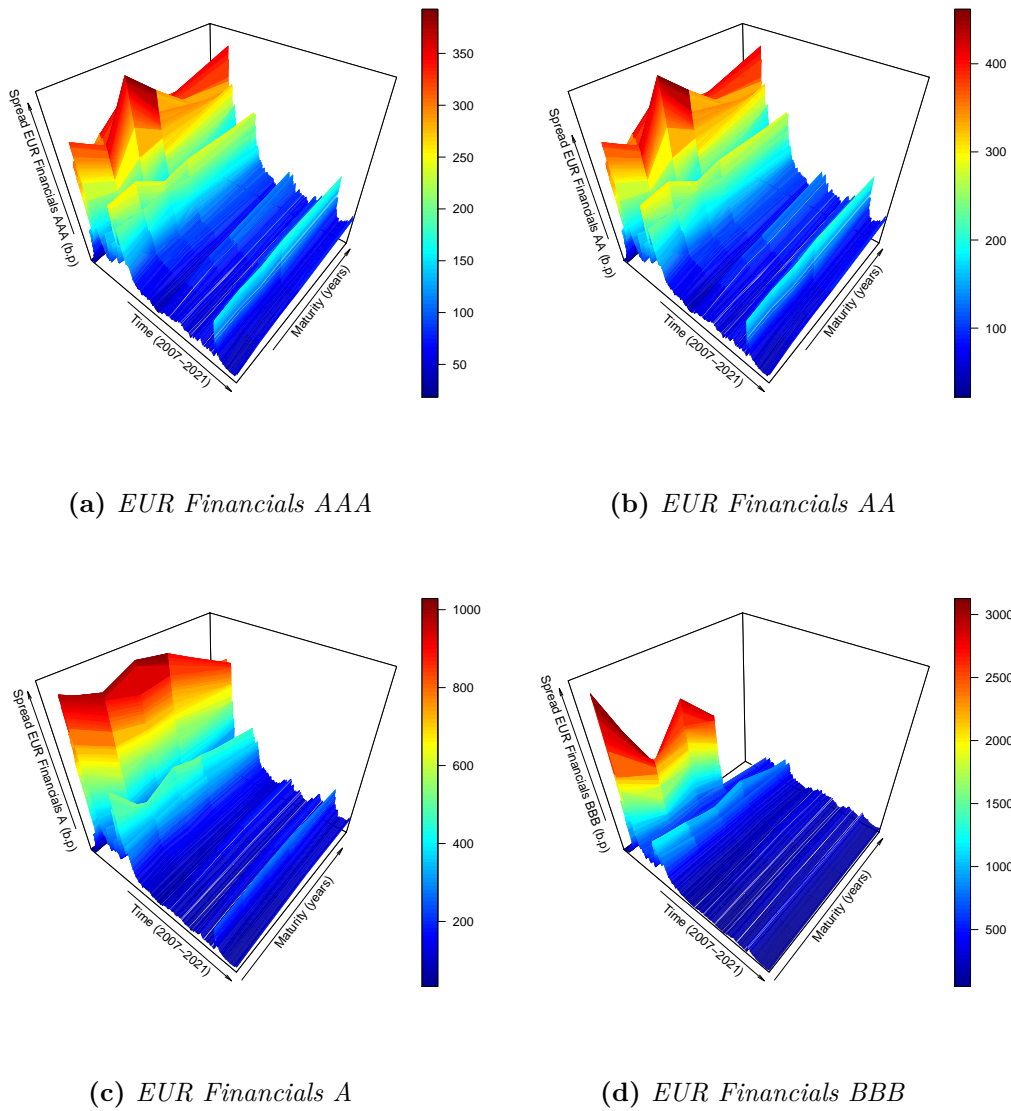 Spread EUR Financials AAA (b.p)
Time (2007–2021)
Maturity (years)
350
300
250
200
150
100
50
(a) EUR Financials AAA
Spread EUR Financials AA (b.p)
Time (2007–2021)
Maturity (years)
400
300
200
100
(b) EUR Financials AA
Spread EUR Financials A (b.p)
Time (2007–2021)
Maturity (years)
1000
800
600
400
200
(c) EUR Financials A
Spread EUR Financials BBB (b.p)
Time (2007–2021)
Maturity (years)
3000
2500
2000
1500
1000
500
(d) EUR Financials BBB